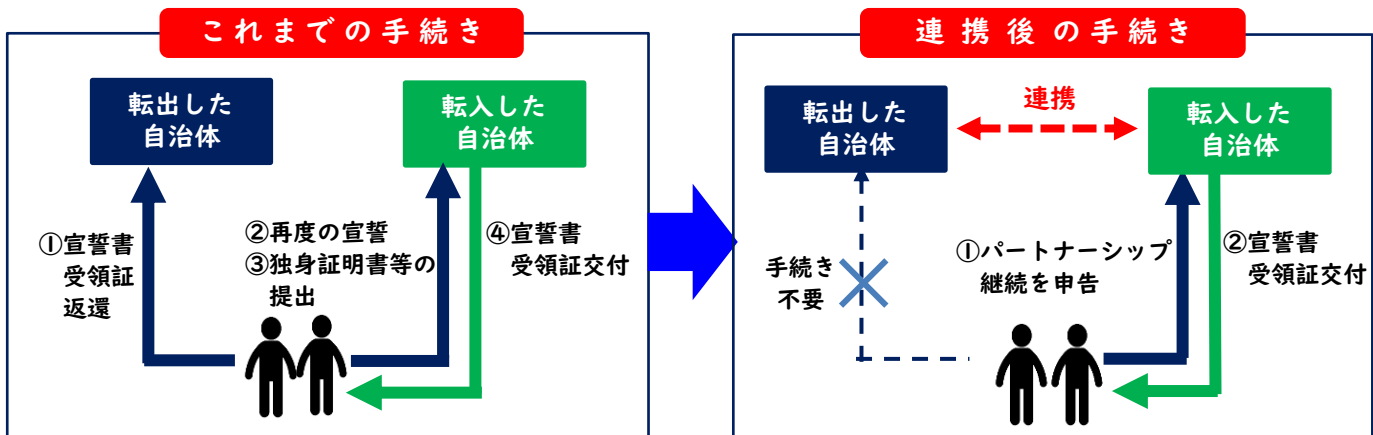 これまでの手続き
転出した
自治体
転入した
自治体
①宣誓書
受領証
返還
②再度の宣誓
③独身証明書等の
提出
④宣誓書
受領証交付
連携後の手続き
転出した
自治体
連携
転入した
自治体
手続き
不要
①パートナーシップ
継続を申告
②宣誓書
受領証交付